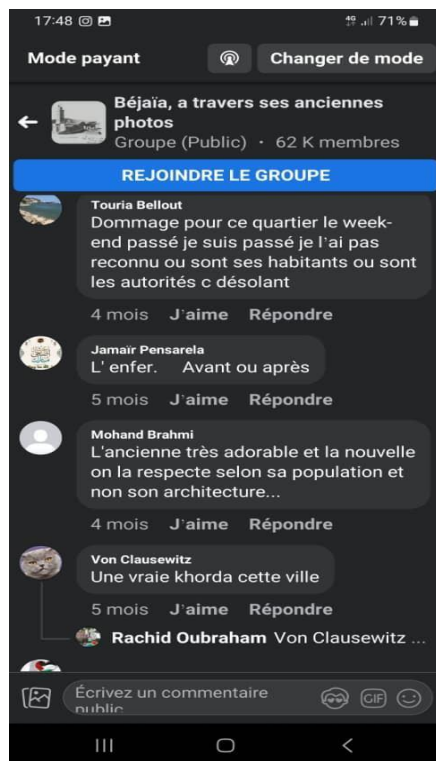 17:48
4G 71%
Mode payant
Changer de mode
Béjaïa, a travers ses anciennes
photos
Groupe (Public) · 62 K membres
REJOINDRE LE GROUPE
Touria Bellout
Dommage pour ce quartier le week-
end passé je suis passé je l'ai pas
reconnu ou sont ses habitants ou sont
les autorités c désolant
4 mois J'aime Répondre
Jamaïr Pensarela
L' enfer. Avant ou après
5 mois J'aime Répondre
Mohand Brahmi
L'ancienne très adorable et la nouvelle
on la respecte selon sa population et
non son architecture...
4 mois J'aime Répondre
Von Clausewitz
Une vraie khorda cette ville
5 mois J'aime Répondre
Rachid Oubraham Von Clausewitz ...
Écrivez un commentaire
public
GIF